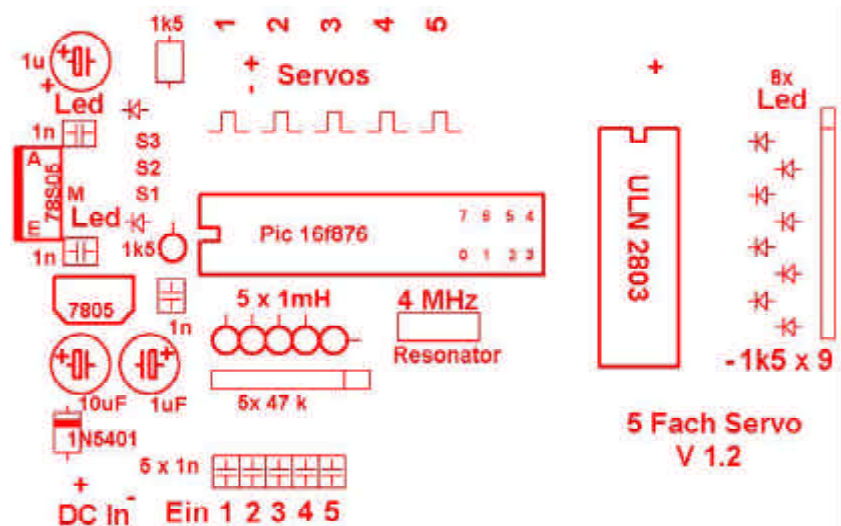 1k5
1 2 3 4 5
1u
+
+
+
-
Servos
+
8x
Led
Led
1n
S3
A
S2
78S05
M
S1
Led
E
1n
1k5
Pic 16f876
7 6 5 4
0 1 2 3
ULN 2803
7805
1n
5 x 1mH
4 MHz
Resonator
+
+
10uF
1uF
5x 47 k
- 1k5 x 9
1N5401
5 Fach Servo
V 1.2
5 x 1n
+
-
DC In
Ein 1 2 3 4 5